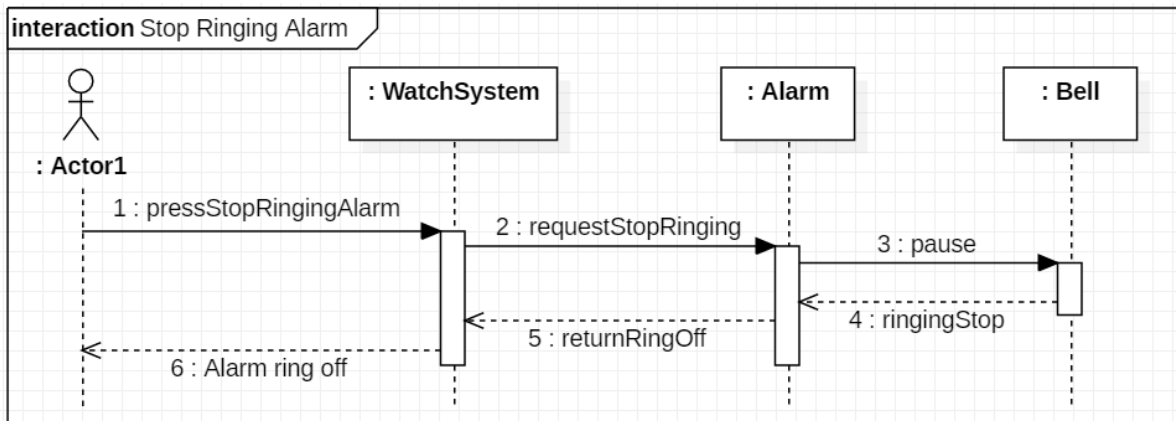 interaction Stop Ringing Alarm
: WatchSystem
: Alarm
: Bell
: Actor1
1 : pressStopRingingAlarm
2 : requestStopRinging
3 : pause
4 : ringingStop
5 : returnRingOff
6 : Alarm ring off